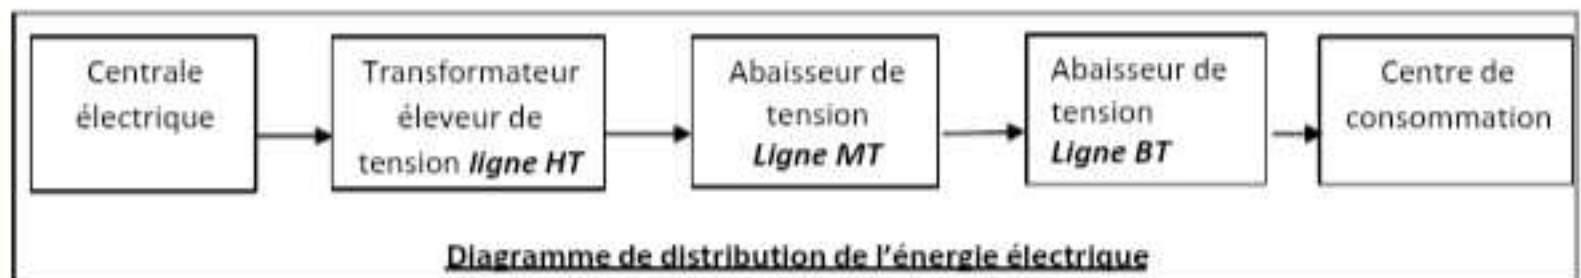 Centrale
électrique
Transformateur
éleveur de
tension ligne HT
Abaisseur de
tension
Ligne MT
Abaisseur de
tension
Ligne BT
Centre de
consommation
Diagramme de distribution de l'énergie électrique